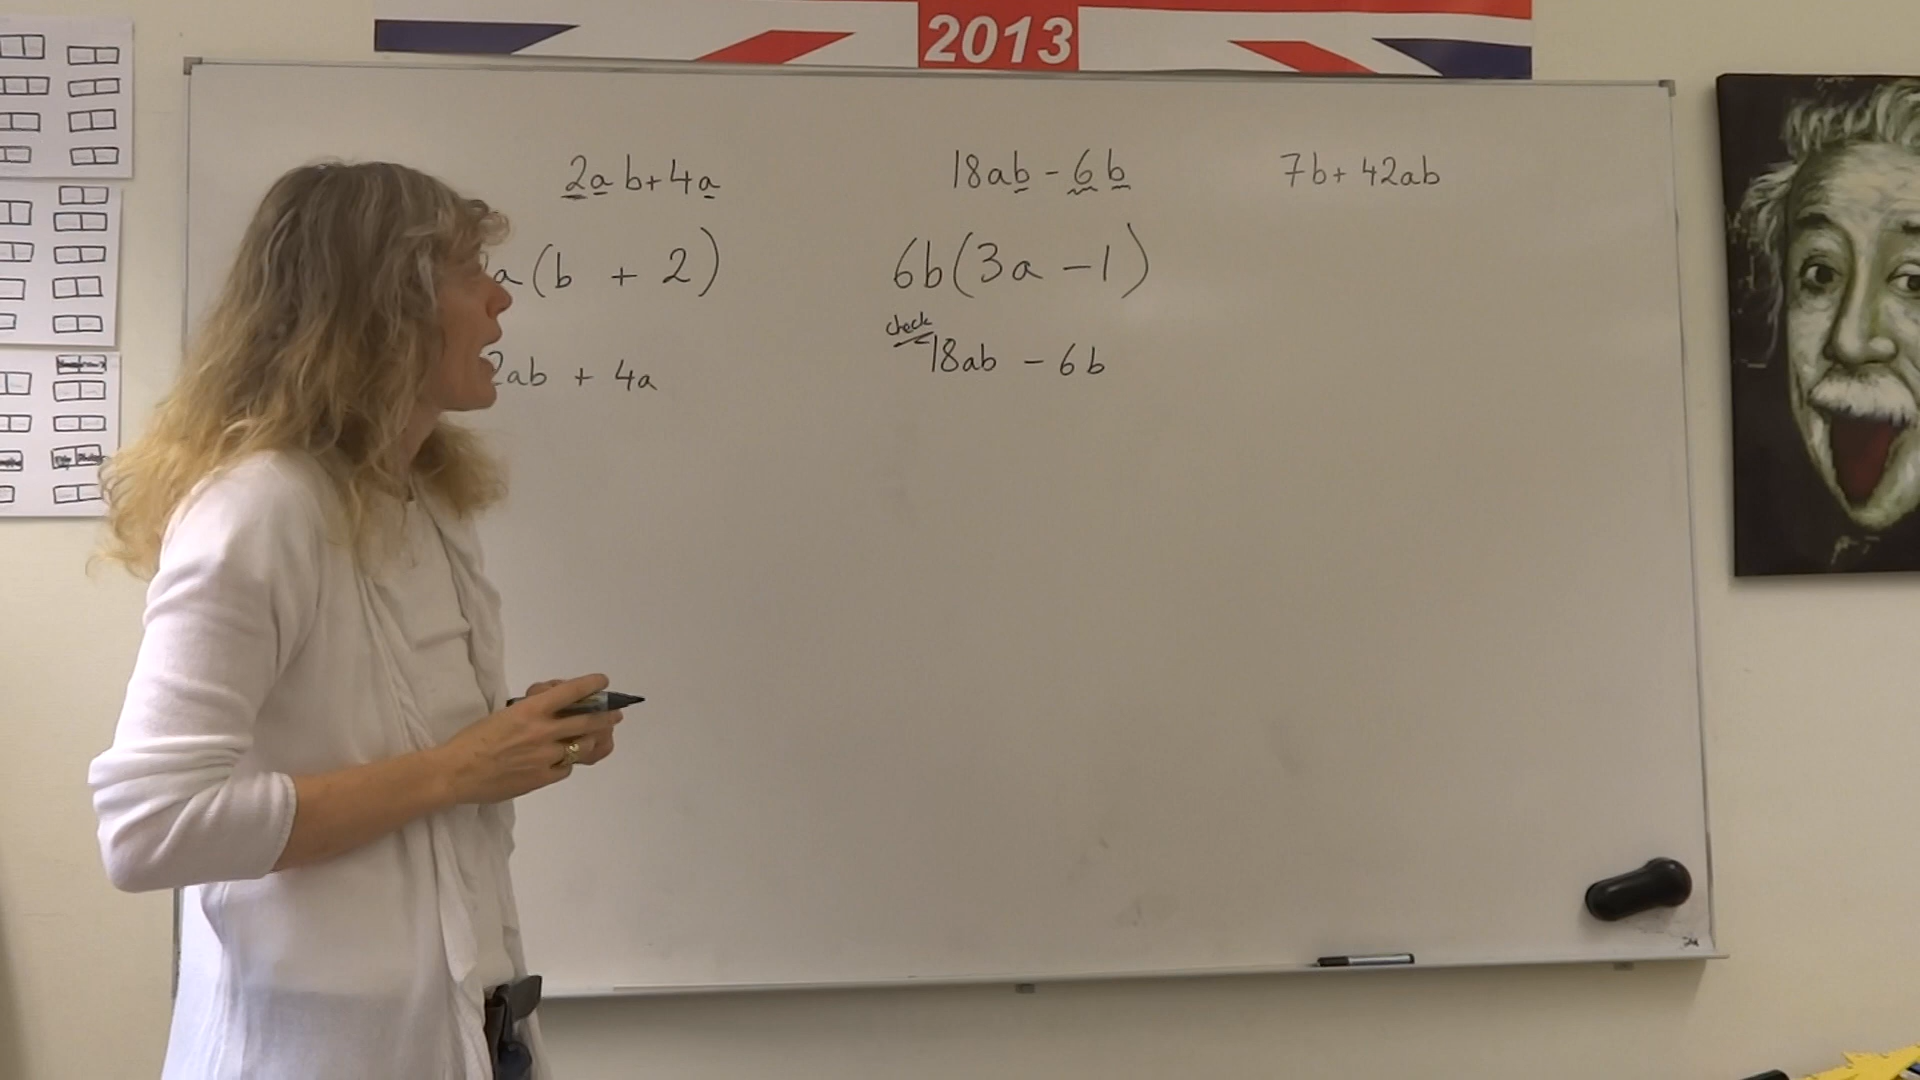 2013
2ab+4a
a(b + 2)
2ab + 4a
18ab - 6b
6b(3a - 1)
check
18ab - 6b
7b+ 42ab